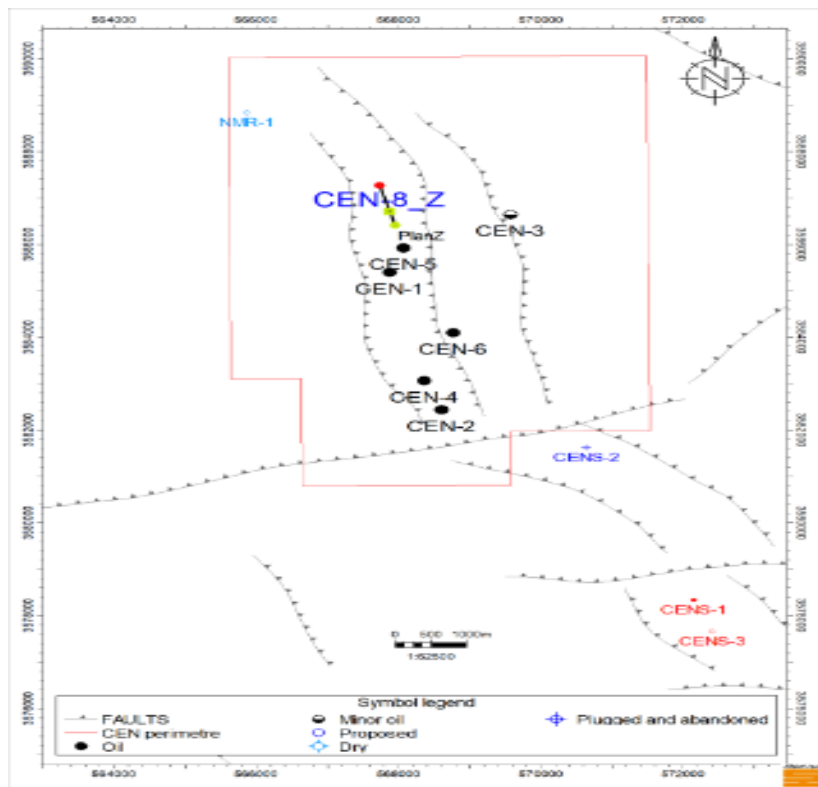 564000 566000 568000 570000 572000
N
NMR-1
CEN-8_Z
CEN-3
PlanZ
CEN-5
CEN-1
CEN-6
CEN-4
CEN-2
CENS-2
CENS-1
CENS-3
0 500 1000m
1:62500
Symbol legend
FAULTS
Minor oil
Plugged and abandoned
CEN perimetre
Proposed
Oil
Dry
564000 566000 568000 570000 572000